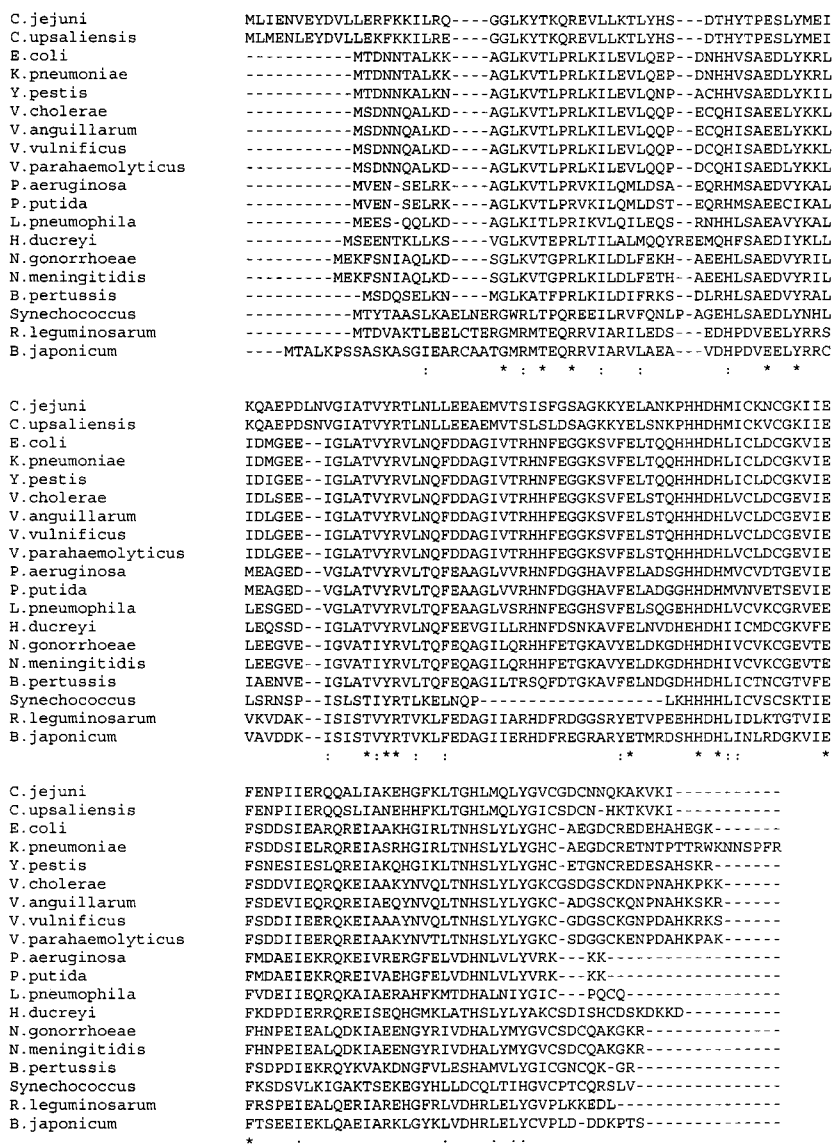 C.jejuni MLIENVEYDVLLERFKKILRQ----GGLKYTKQREVLLKTLYHS---DTHYTPESLYMEI
C.upsaliensis MLMENLEYDVLLEKFKKILRE----GGLKYTKQREVLLKTLYHS---DTHYTPESLYMEI
E.coli -----------MTDNNTALKK----AGLKVTLPRLKILEVLQEP---DNHHVSAEDLYKRL
K.pneumoniae -----------MTDNNTALKK----AGLKVTLPRLKILEVLQEP---DNHHVSAEDLYKRL
Y.pestis -----------MTDNNKALKN----AGLKVTLPRLKILEVLQNP---ACHHVSAEDLYKIL
V.cholerae -----------MSDNNQALKD----AGLKVTLPRLKILEVLQQP---ECQHISAEELYKKL
V.anguillarum -----------MSDNNQALKD----AGLKVTLPRLKILEVLQQP---ECQHISAEELYKKL
V.vulnificus -----------MSDNNQALKD----AGLKVTLPRLKILEVLQQP---DCQHISAEELYKKL
V.parahaemolyticus -----------MSDNNQALKD----AGLKVTLPRLKILEVLQQP---DCQHISAEDLYKKL
P.aeruginosa -----------MVEN-SELRK----AGLKVTLPRVKILQMLDSA---EQRHMSAEDVYKAL
P.putida -----------MVEN-SELRK----AGLKVTLPRVKILQMLDST---EQRHMSAEECIKAL
L.pneumophila -----------MEES-QQLKD----AGLKITLPRIKVLQILEQS---RNHHLSAEAVYKAL
H.ducreyi ----------MSEENTKLLKS----VGLKVTEPRLTILALMQQYREEMQHFSAEDIYKLL
N.gonorrhoeae ---------MEKFSNIAQLKD----SGLKVTGPRLKILDLFEKH---AEEHLSAEDVYRIL
N.meningitidis ---------MEKFSNIAQLKD----SGLKVTGPRLKILDLFETH---AEEHLSAEDVYRIL
B.pertussis ------------MSDQSELKN----MGLKATFPRLKILDIFRKS---DLRHLSAEDVYRAL
Synechococcus ----------MTYTAASLKAELNERGWRLTPQREEILRVFQNLP-AGEHLSAEDLYNHL
R.leguminosarum ----------MTDVAKTLEELCTERGMRMTEQRRVIARILEDS---EDHPDVEELYRRS
B.japonicum ----MTALKPSSASKASGIEARCAATGMRMTEQRRVIARVLAEA---VDHPDVEELYRRC
: * : * * : : : * *
C.jejuni KQAEPDLNVGIATVYRTLNLLEEAEMVTSISFGSAGKKYELANKPHHDHMICKNCGKIIE
C.upsaliensis KQAEPDSNVGIATVYRTLNLLEEAEMVTSLSLDSAGKKYELANKPHHDHMICKVCGKIIE
E.coli IDMGEE--IGLATVYRVLNQFDDAGIVTRHNFEGGKSVFELTQQHHHDHLICLDCGKVIE
K.pneumoniae IDMGEE--IGLATVYRVLNQFDDAGIVTRHNFEGGKSVFELTQQHHHDHLICLDCGKVIE
Y.pestis IDIGEE--IGLATVYRVLNQFDDAGIVTRHNFEGGKSVFELTQQHHHDHLICLDCGKVIE
V.cholerae IDLSEE--IGLATVYRVLNQFDDAGIVTRHHFEGGKSVFELSTQHHHDHLVCLDCGEVIE
V.anguillarum IDLGEE--IGLATVYRVLNQFDDAGIVTRHHFEGGKSVFELSTQHHHDHLVCLDCGEVIE
V.vulnificus IDLGEE--IGLATVYRVLNQFDDAGIVTRHHFEGGKSVFELSTQHHHDHLVCLDCGEVIE
V.parahaemolyticus IDLGEE--IGLATVYRVLNQFDDAGIVTRHHFEGGKSVFELSTQHHHDHLVCLDCGEVIE
P.aeruginosa MEAGED--VGLATVYRVLTQFEAAGLVVRHNFDGGHAVFELADSGHHDHMVCVDTGEVIE
P.putida MEAGED--VGLATVYRVLTQFEAAGLVVRHNFDGGHAVFELADGGHHDHMVNVETSEVIE
L.pneumophila LESGED--VGLATVYRVLTQFEAAGLVSRHNFEGGHSVFELSQGEHHDHLVCVKCGRVEE
H.ducreyi LEQSSD--IGLATVYRVLNQFEEVGILLRHNFDSNKAVFELNVDHEHDHIICMDCGKVFE
N.gonorrhoeae LEEGVE--IGVATIYRVLTQFEQAGILQRHHFETGKAVYELDKGDHHDHIVCVKCGEVTE
N.meningitidis LEEGVE--IGVATIYRVLTQFEQAGILQRHHFETGKAVYELDKGDHHDHIVCVKCGEVTE
B.pertussis IAENVE--IGLATVYRVLTQFEQAGILTRSQFDTGKAVFELNDGDHHDHLICTNCGTVFE
Synechococcus LSRNSP--ISLSTIYRTLKELNQP-------------------LKHHHHLICVSCSKTIE
R.leguminosarum VKVDAK--ISISTVYRTVKLFEDAGIIARHDFRDGGSRYETVPEEHHDHLIDLKTGTVIE
B.japonicum VAVDDK--ISISTVYRTVKLFEDAGIIERHDFREGRARYETMRDSHHDHLINLRDGKVIE
: *:** : : :* * *:: *
C.jejuni FENPIIERQQALIAKEHGFKLTGHLMQLYGVCGDCNNQKAKVKI-----------
C.upsaliensis FENPIIERQQSLIANEHHFKLTGHLMQLYGICSDCN-HKTKVKI-----------
E.coli FSDDSIEARQREIAAKHGIRLTNHSLYLYGHC-AEGDCREDEHAHEGK-------
K.pneumoniae FSDDSIELRQREIASRHGIRLTNHSLYLYGHC-AEGDCRETNTPTTRWKNNSPFR
Y.pestis FSNESIESLQREIAKQHGIKLTNHSLYLYGHC-ETGNCREDESAHSKR-------
V.cholerae FSDDVIEQRQKEIAAKYNVQLTNHSLYLYGKCGSDGSCKDNPNAHKPKK------
V.anguillarum FSDEVIEQRQREIAEQYNVQLTNHSLYLYGKC-ADGSCKQNPNAHKSKR------
V.vulnificus FSDDIIEERQKEIAAAYNVQLTNHSLYLYGKC-GDGSCKGNPDAHKRKS------
V.parahaemolyticus FSDDIIEERQREIAAKYNVTLTNHSLYLYGKC-SDGGCKENPDAHKPAK------
P.aeruginosa FMDAEIEKRQKEIVRERGFELVDHNLVLYVRK---KK------------------
P.putida FMDAEIEKRQREIVAEHGFELVDHNLVLYVRK---KK------------------
L.pneumophila FVDEIIEQRQKAIAERAHFKMTDHALNIYGIC---PQCQ----------------
H.ducreyi FKDPDIERRQREISEQHGMKLATHSLYLYAKCSDISHCDSKDKKD----------
N.gonorrhoeae FHNPEIEALQDKIAEENGYRIVDHALYMYGVCSDCQAKGKR--------------
N.meningitidis FHNPEIEALQDKIAEENGYRIVDHALYMYGVCSDCQAKGKR--------------
B.pertussis FSDPDIEKRQYKVAKDNGFVLESHAMVLYGICGNCQK-GR---------------
Synechococcus FKSDSVLKIGAKTSEKEGYHLLDCQLTIHGVCPTCQRSLV---------------
R.leguminosarum FRSPEIEALQERIAREHGFRLVDHRLELYGVPLKKEDL-----------------
B.japonicum FTSEEIEKLQAEIARKLGYKLVDHRLELYCVPLD-DDKPTS--------------
* : : : ::